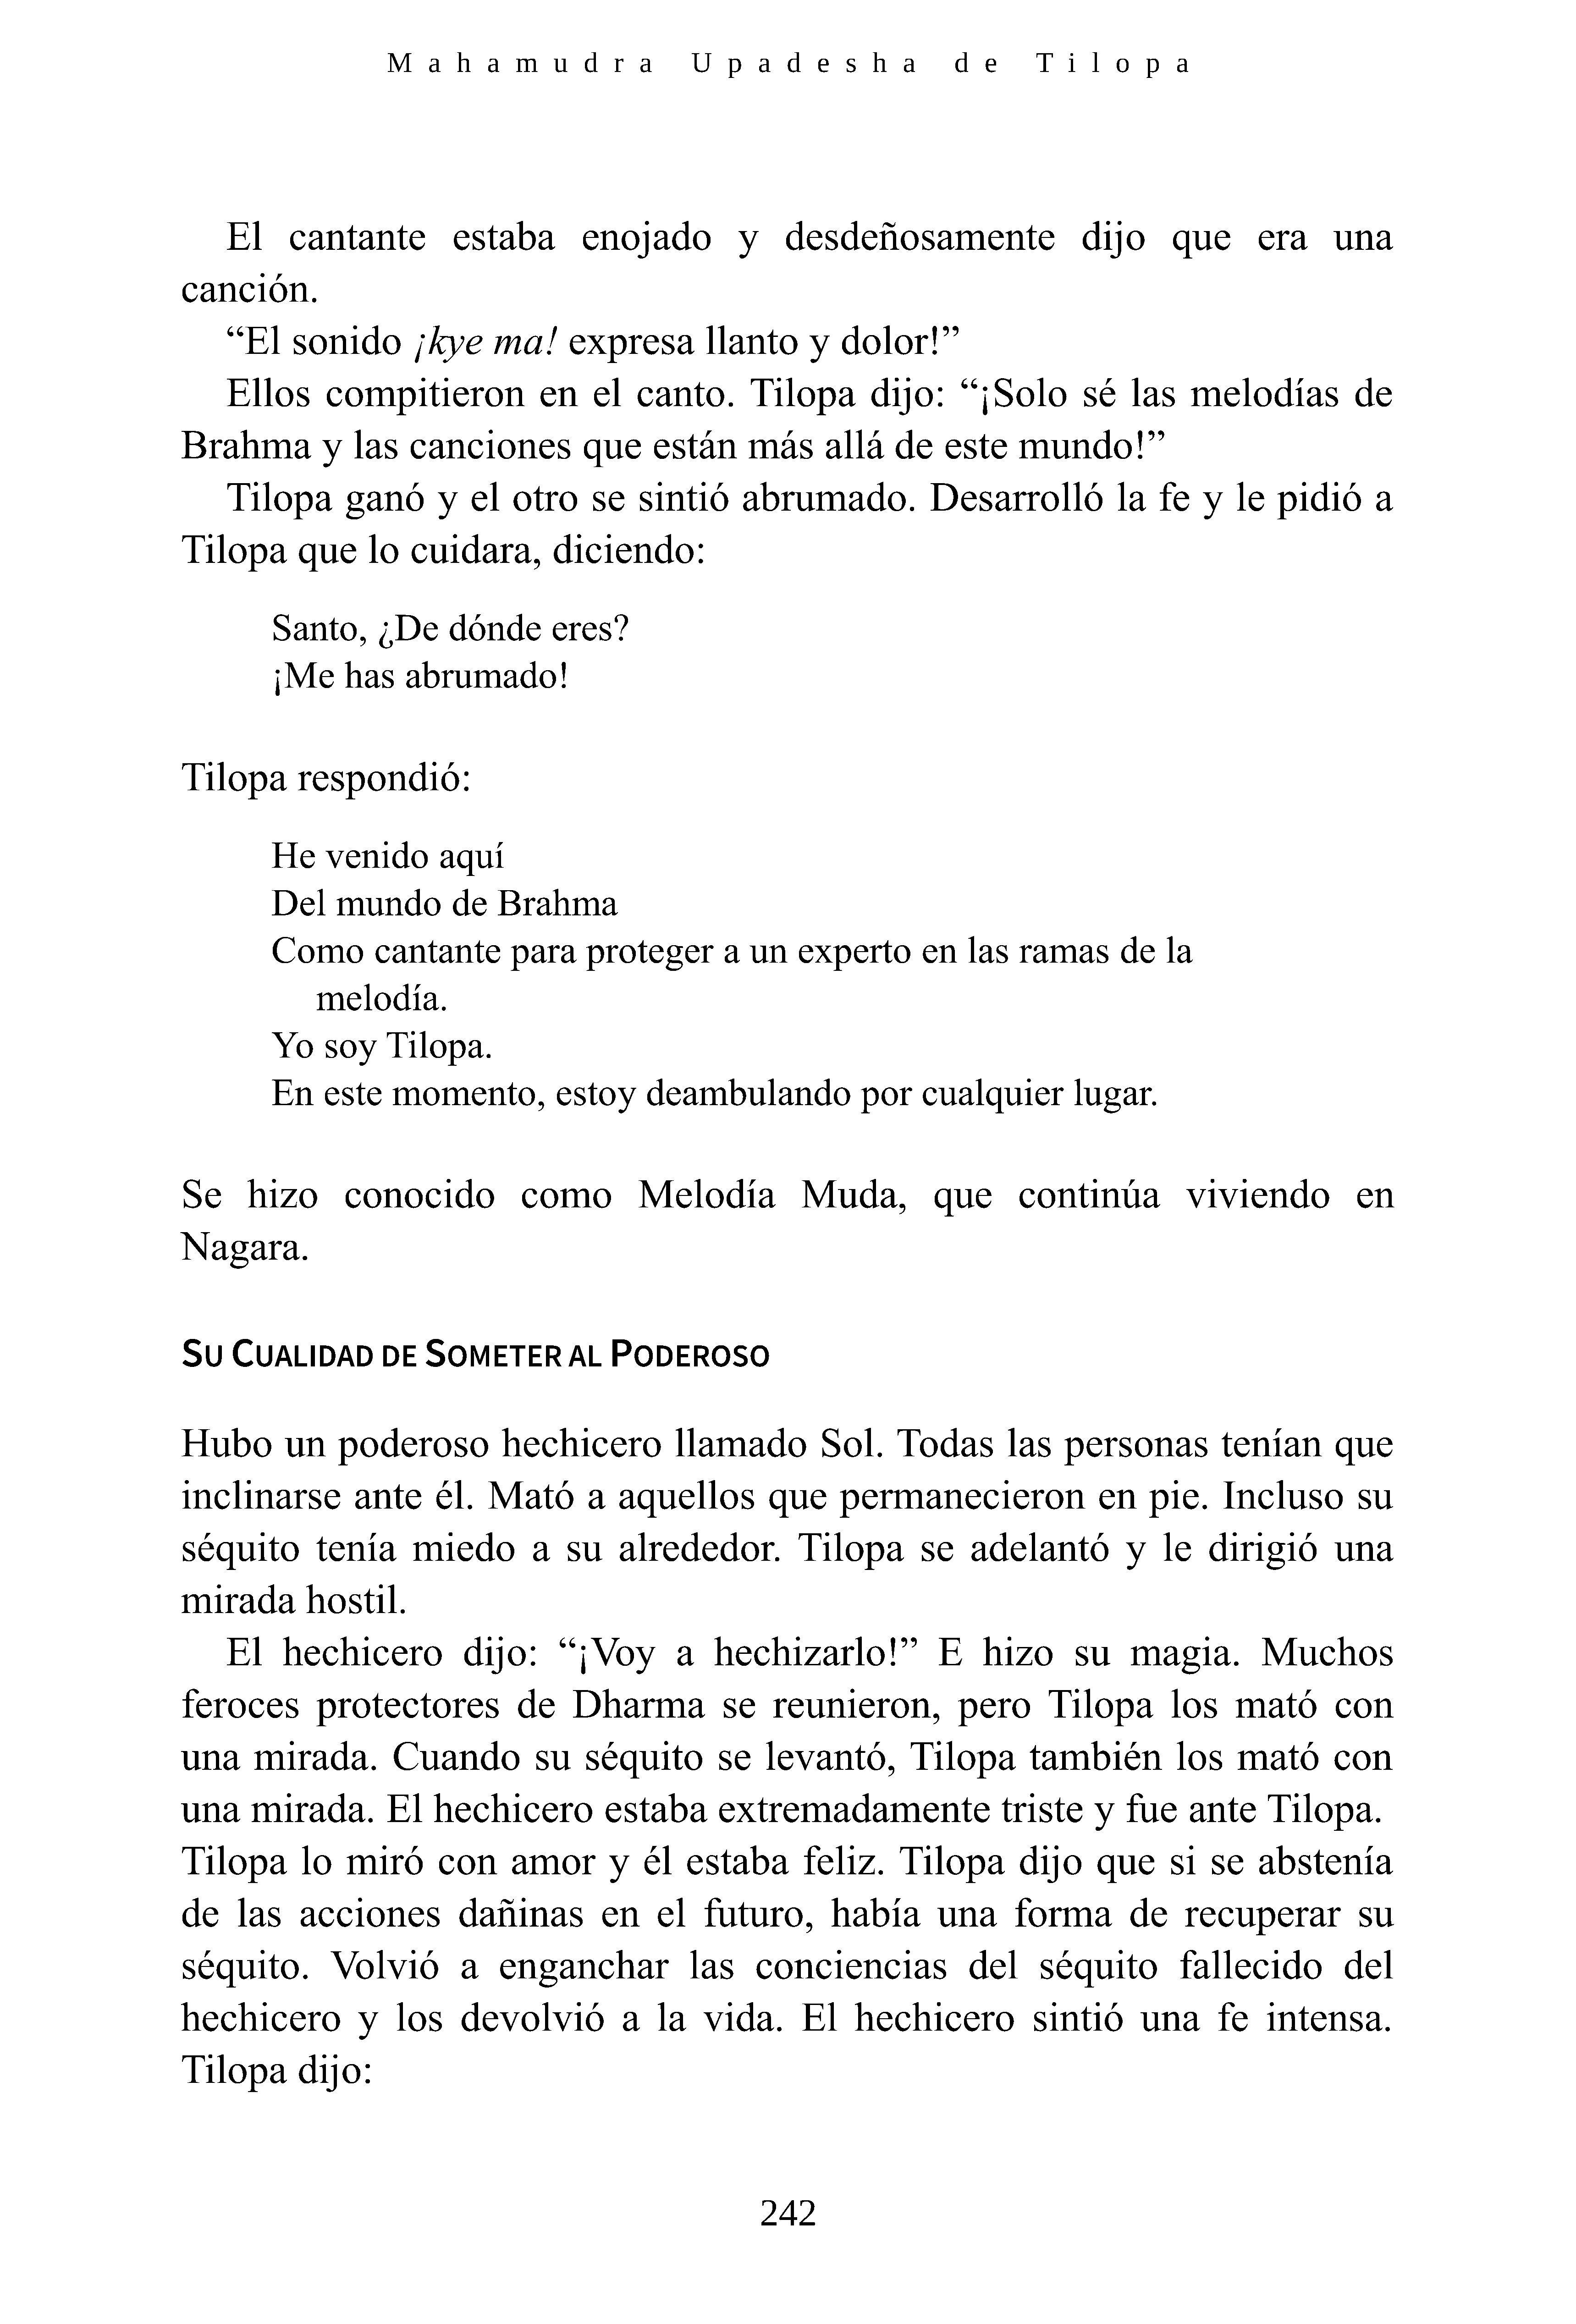 Mahamudra Upadesha de Tilopa
El cantante estaba enojado y desdeñosamente dijo que era una
canción.
“El sonido ¡kye ma! expresa llanto y dolor!”
Ellos compitieron en el canto. Tilopa dijo: “¡Solo sé las melodías de
Brahma y las canciones que están más allá de este mundo!”
Tilopa ganó y el otro se sintió abrumado. Desarrolló la fe y le pidió a
Tilopa que lo cuidara, diciendo:
Santo, ¿De dónde eres?
¡Me has abrumado!
Tilopa respondió:
He venido aquí
Del mundo de Brahma
Como cantante para proteger a un experto en las ramas de la
melodía.
Yo soy Tilopa.
En este momento, estoy deambulando por cualquier lugar.
Se hizo conocido como Melodía Muda, que continúa viviendo en
Nagara.
SU CUALIDAD DE SOMETER AL PODEROSO
Hubo un poderoso hechicero llamado Sol. Todas las personas tenían que
inclinarse ante él. Mató a aquellos que permanecieron en pie. Incluso su
séquito tenía miedo a su alrededor. Tilopa se adelantó y le dirigió una
mirada hostil.
El hechicero dijo: “¡Voy a hechizarlo!” E hizo su magia. Muchos
feroces protectores de Dharma se reunieron, pero Tilopa los mató con
una mirada. Cuando su séquito se levantó, Tilopa también los mató con
una mirada. El hechicero estaba extremadamente triste y fue ante Tilopa.
Tilopa lo miró con amor y él estaba feliz. Tilopa dijo que si se abstenía
de las acciones dañinas en el futuro, había una forma de recuperar su
séquito. Volvió a enganchar las conciencias del séquito fallecido del
hechicero y los devolvió a la vida. El hechicero sintió una fe intensa.
Tilopa dijo:
242